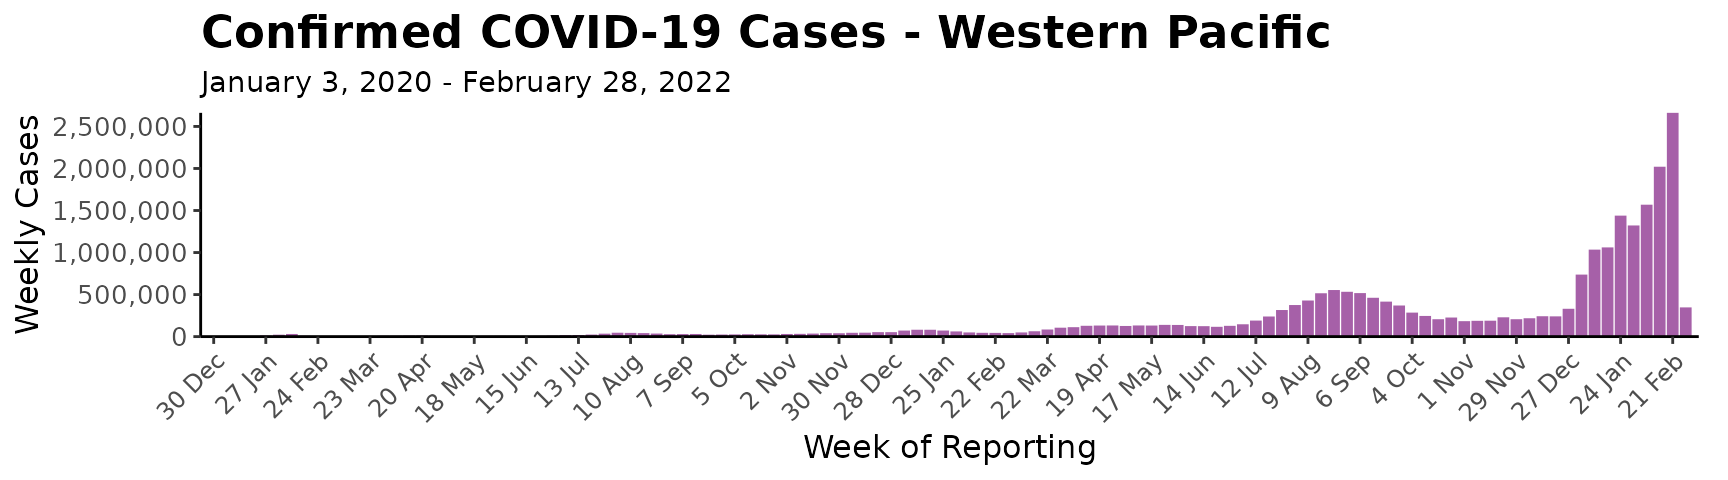 Confirmed COVID-19 Cases - Western Pacific
January 3, 2020 - February 28, 2022
Weekly Cases
2,500,000
2,000,000
1,500,000
1,000,000
500,000
0
30 Dec
27 Jan
24 Feb
23 Mar
20 Apr
18 May
15 Jun
13 Jul
10 Aug
7 Sep
5 Oct
2 Nov
30 Nov
28 Dec
25 Jan
22 Feb
22 Mar
19 Apr
17 May
14 Jun
12 Jul
9 Aug
6 Sep
4 Oct
1 Nov
29 Nov
27 Dec
24 Jan
21 Feb
Week of Reporting